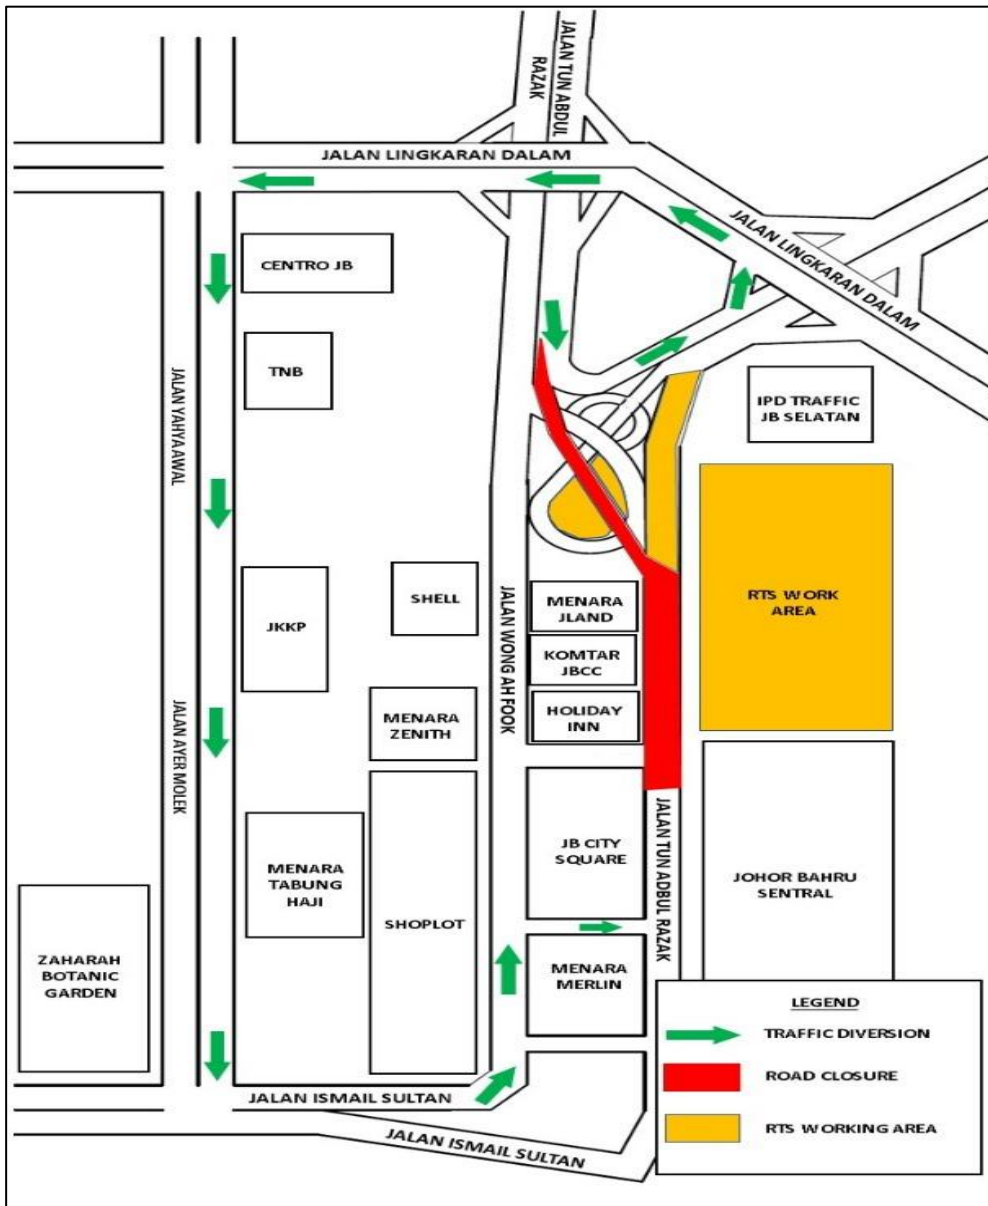 JALAN TUN ABDUL
RAZAK
JALAN LINGKARAN DALAM
JALAN LINGKARAN DALAM
CENTRO JB
TNB
JALAN YAHYAAWAL
IPD TRAFFIC
JB SELATAN
RTS WORK
AREA
SHELL
JKKP
JALAN WONG AH FOOK
MENARA
JLAND
KOMTAR
JBCC
HOLIDAY
INN
MENARA
ZENITH
JALAN AYER MOLEK
JALAN TUN ADBUL RAZAK
JB CITY
SQUARE
JOHOR BAHRU
SENTRAL
MENARA
TABUNG
HAJI
SHOPLOT
ZAHARAH
BOTANIC
GARDEN
MENARA
MERLIN
JALAN ISMAIL SULTAN
JALAN ISMAIL SULTAN
LEGEND
TRAFFIC DIVERSION
ROAD CLOSURE
RTS WORKING AREA